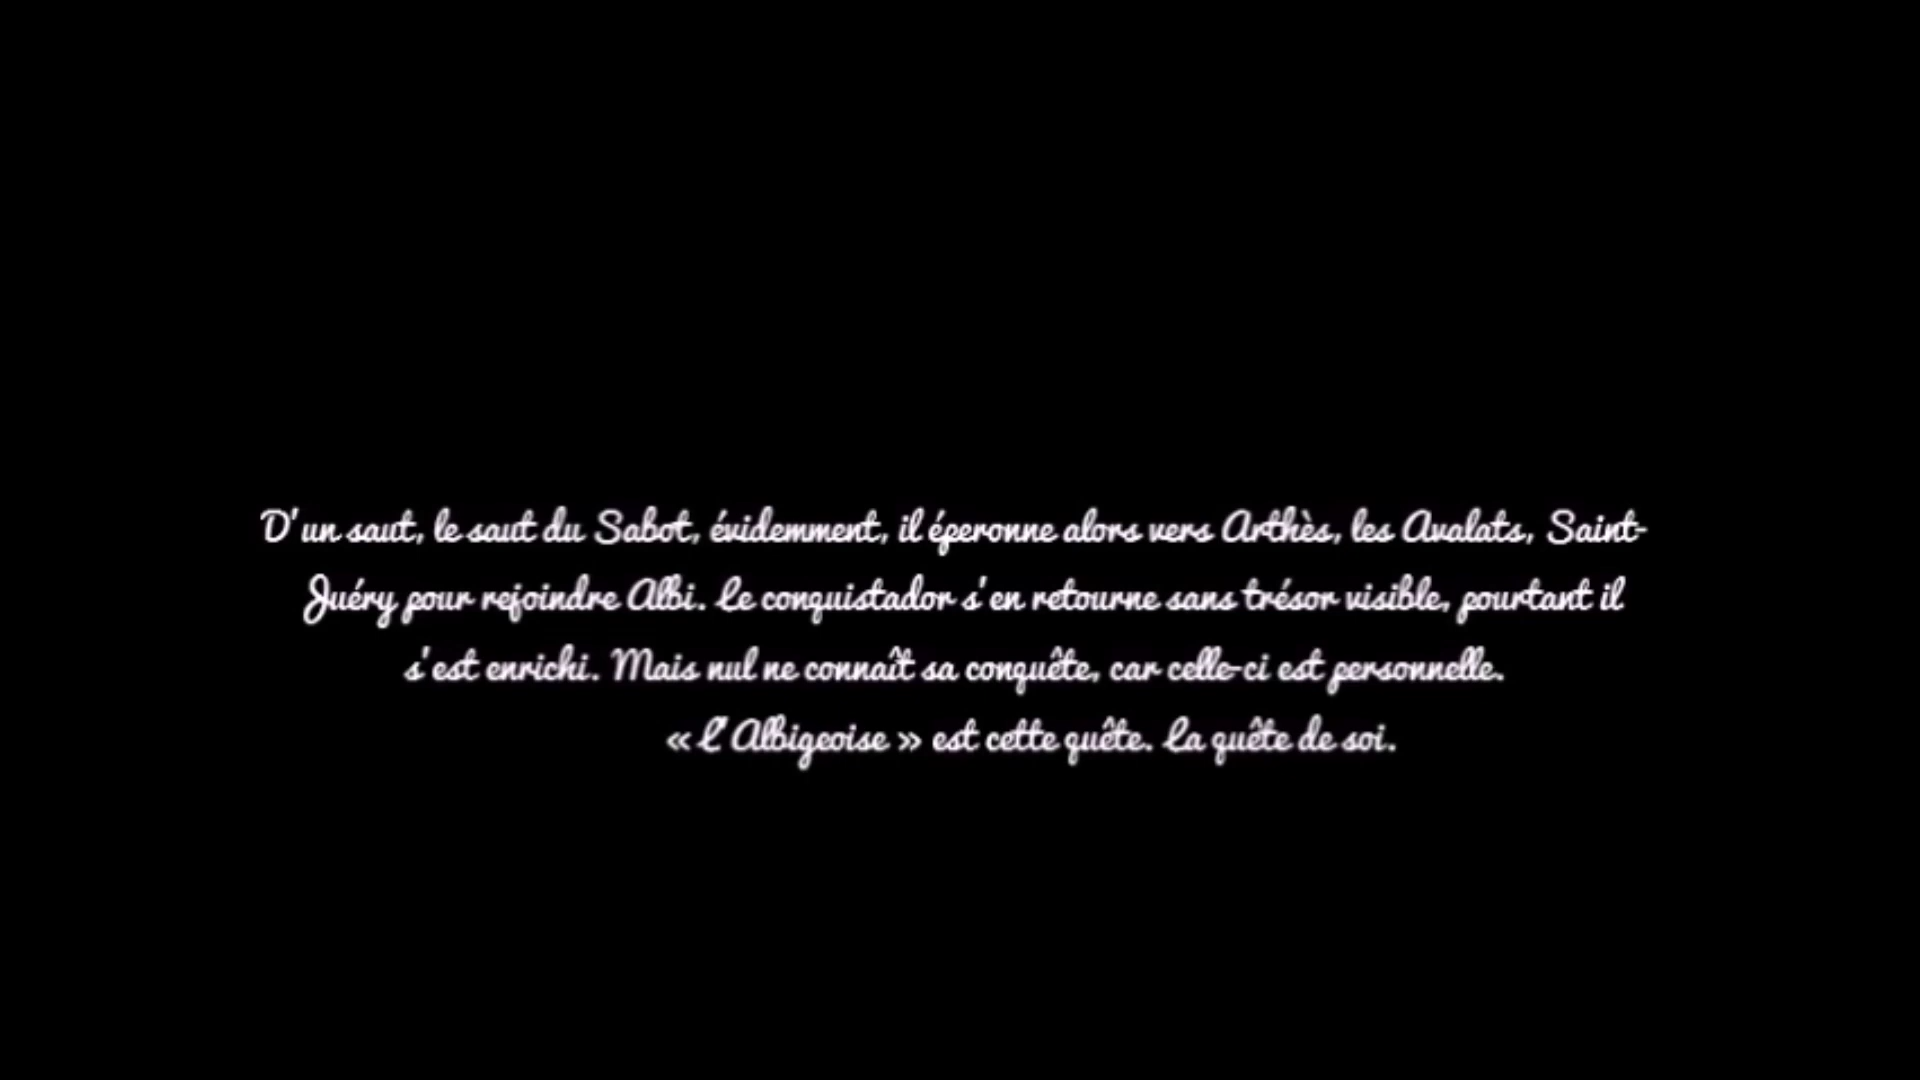 D'un saut, le saut du Sabot, évidemment, il éperonne alors vers Arthès, les Avalats, Saint-
Juéry pour rejoindre Albi. Le conquistador s'en retourne sans trésor visible, pourtant il
s'est enrichi. Mais nul ne connaît sa conquête, car celle-ci est personnelle.
« L'Albigeoise » est cette quête. La quête de soi.